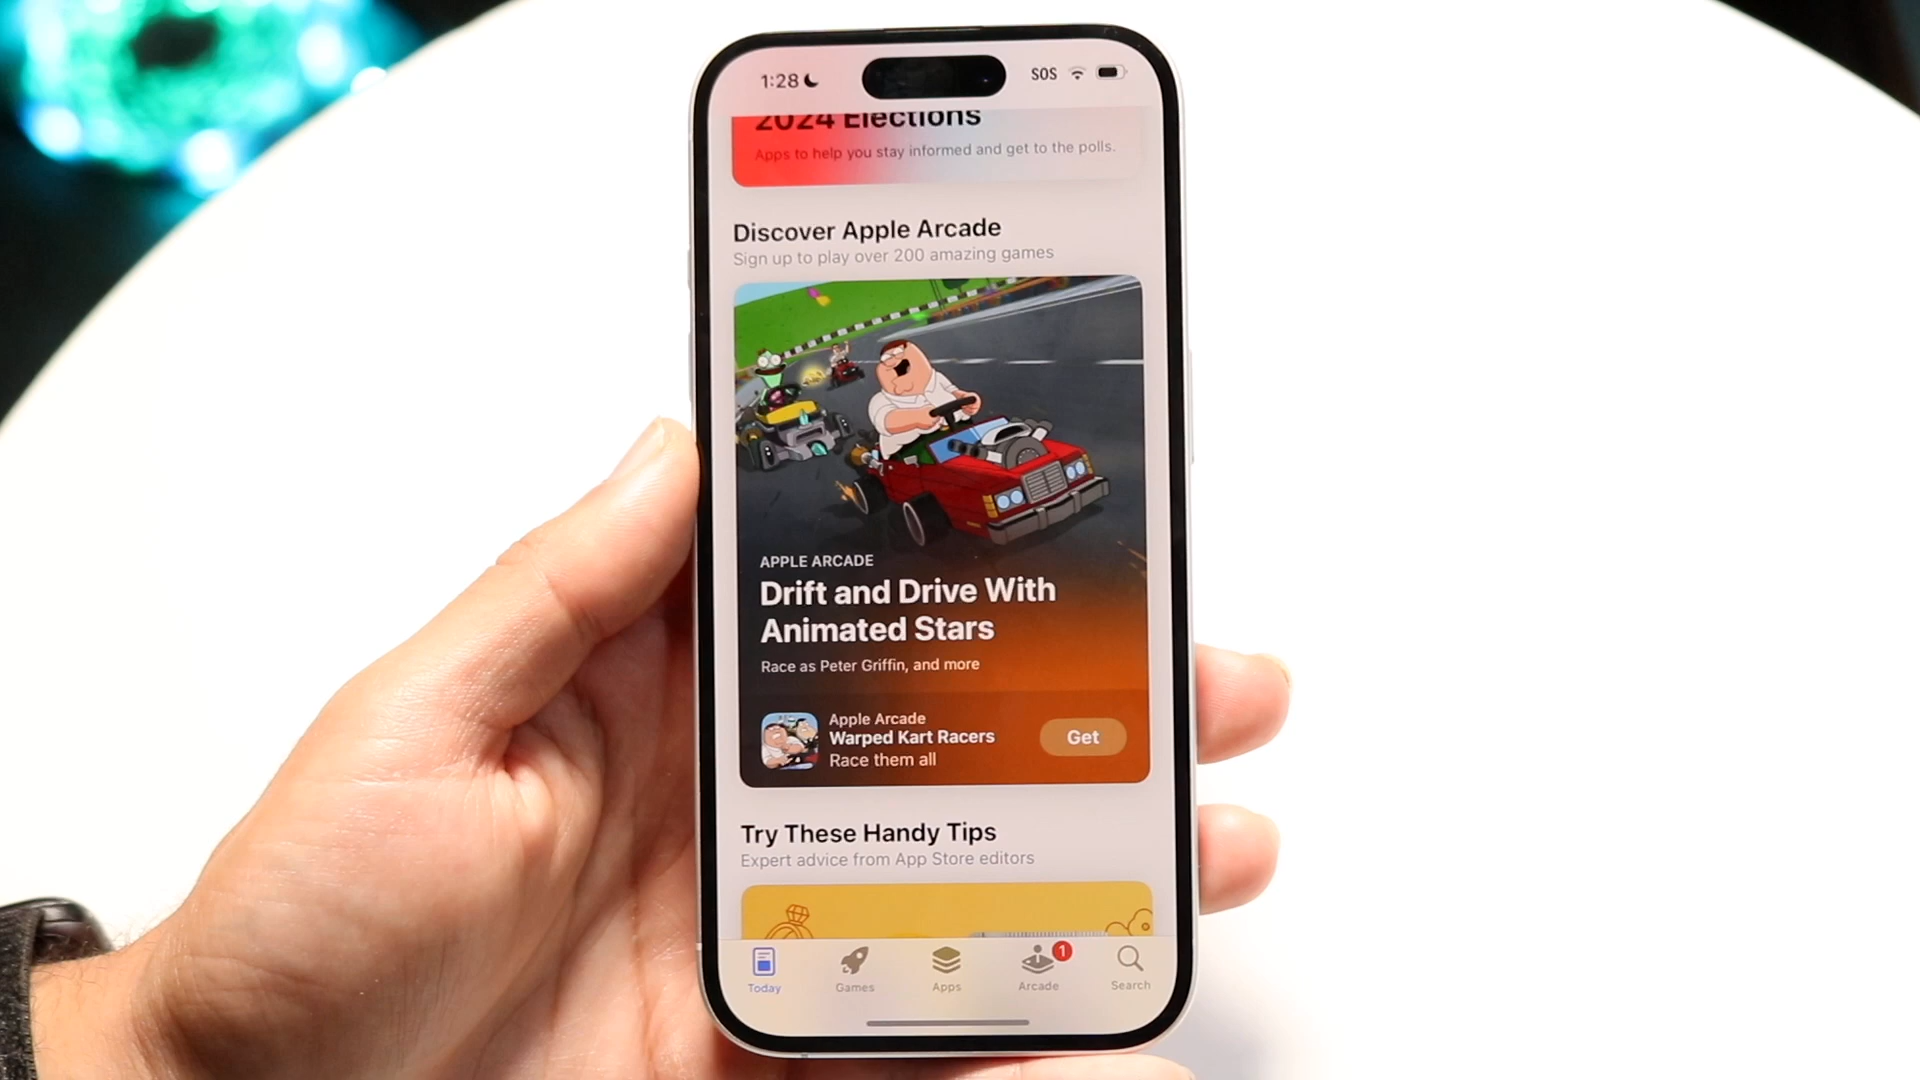 1:28
SOS
2024 Elections
Apps to help you stay informed and get to the polls.
Discover Apple Arcade
Sign up to play over 200 amazing games
APPLE ARCADE
Drift and Drive With
Animated Stars
Race as Peter Griffin, and more
Apple Arcade
Warped Kart Racers
Race them all
Get
Try These Handy Tips
Expert advice from App Store editors
1
Today
Games
Apps
Arcade
Search